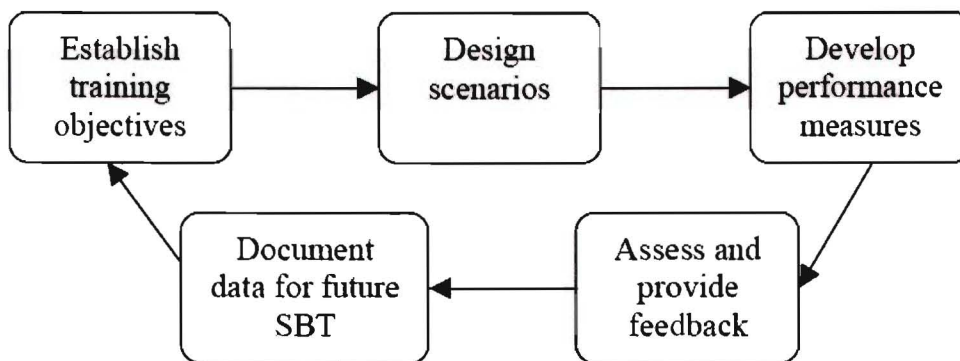 Establish
training
objectives
Design
scenarios
Develop
performance
measures
Document
data for future
SBT
Assess and
provide
feedback